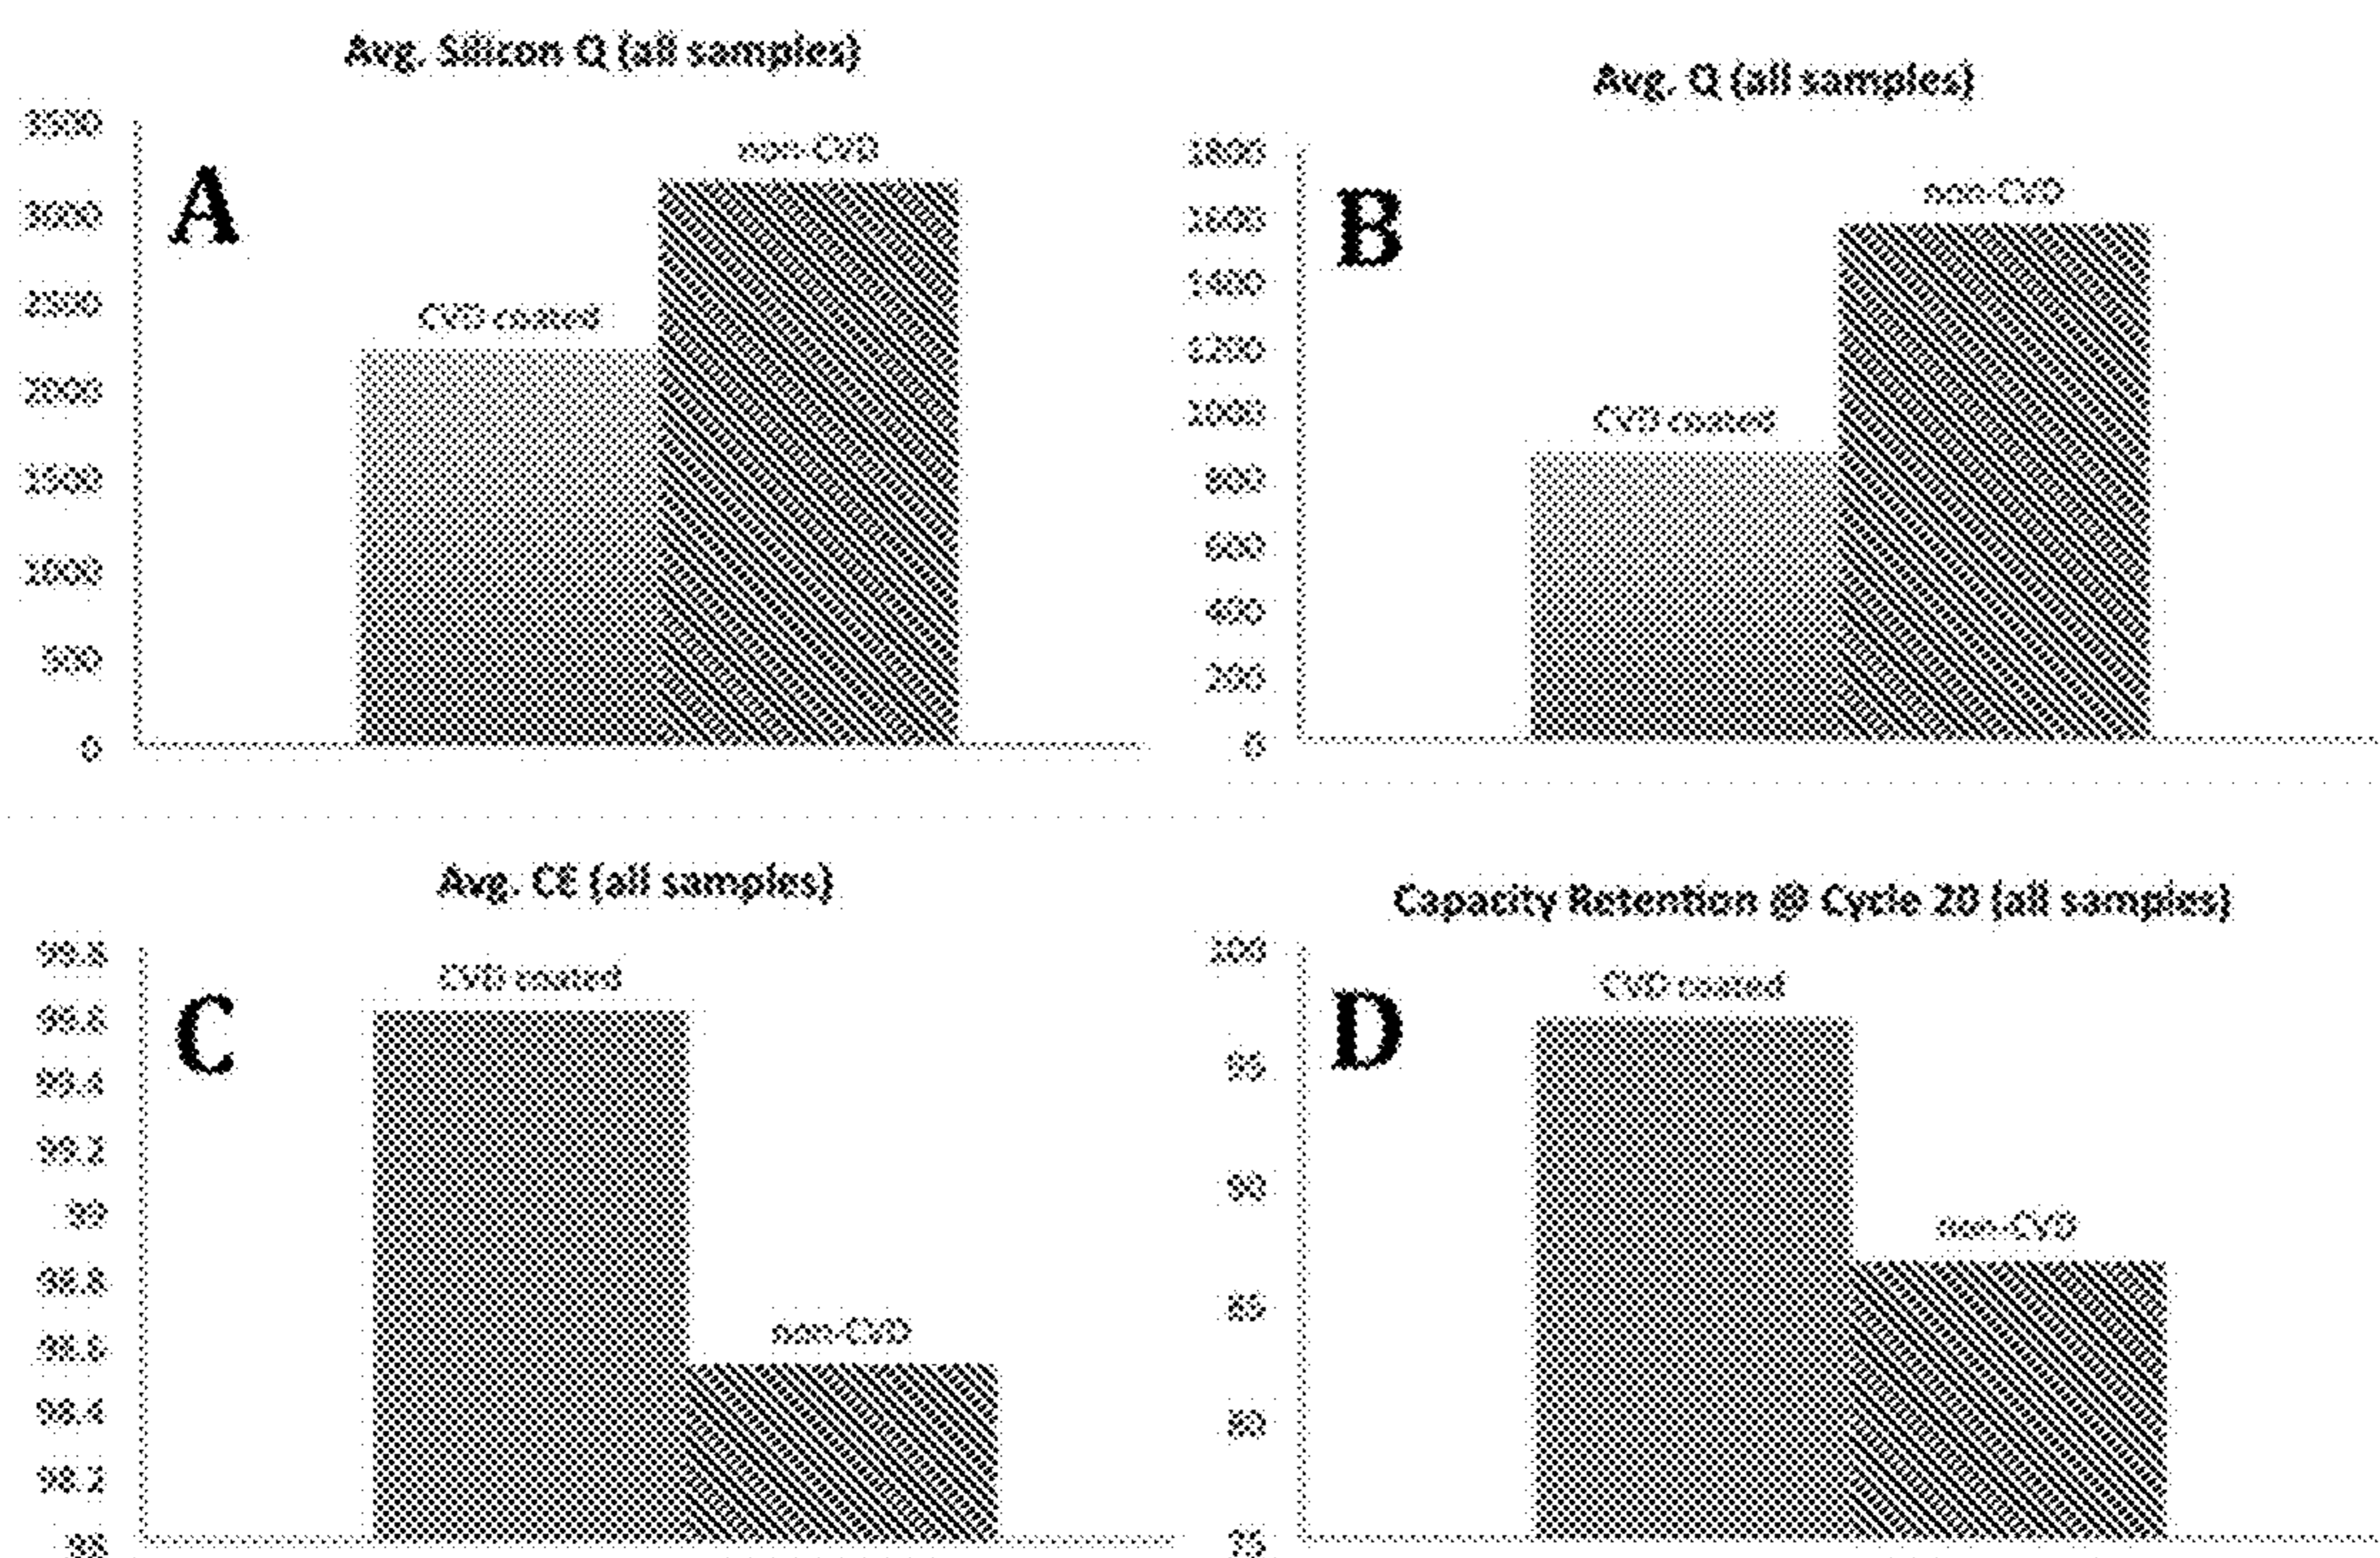 Avg. Silicon Q (all samples)
3500
3000
2500
2000
1500
1000
500
0
A
CVD coated
non-CVD
Avg. Q (all samples)
1800
1600
1400
1200
1000
800
600
400
200
0
B
CVD coated
non-CVD
Avg. CE (all samples)
99.8
99.6
99.4
99.2
99
98.8
98.6
98.4
98.2
98
C
CVD coated
non-CVD
Capacity Retention @ Cycle 20 (all samples)
100
95
90
85
80
75
D
CVD coated
non-CVD